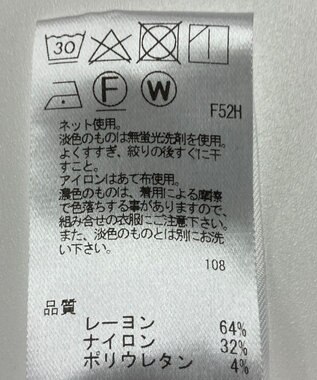 30
F W
F52H
ネット使用。
淡色のものは無蛍光洗剤を使用。
よくすすぎ、絞りの後すぐに干
すこと。
アイロンはあて布使用。
濃色のものは、着用による摩擦
で色落ちする事がありますので、
組み合せの衣服にご注意下さい。
また、淡色のものとは別にお洗
い下さい。
108
品質
レーヨン 64%
ナイロン 32%
ポリウレタン 4%